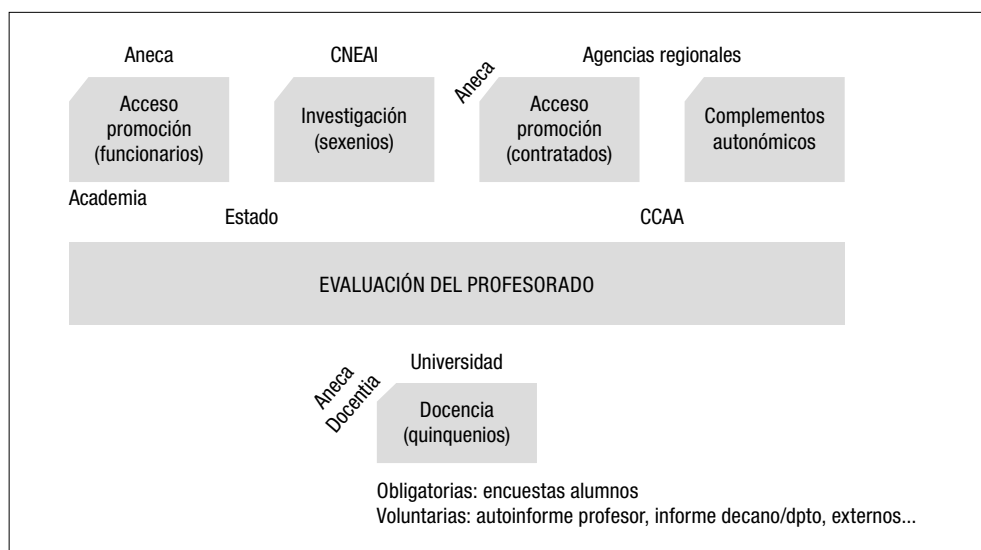 Aneca
CNEAI
Aneca
Agencias regionales
Acceso
promoción
(funcionarios)
Investigación
(sexenios)
Acceso
promoción
(contratados)
Complementos
autonómicos
Academia
Estado
CCAA
EVALUACIÓN DEL PROFESORADO
Aneca
Docentia
Universidad
Docencia
(quinquenios)
Obligatorias: encuestas alumnos
Voluntarias: autoinforme profesor, informe decano/dpto, externos...